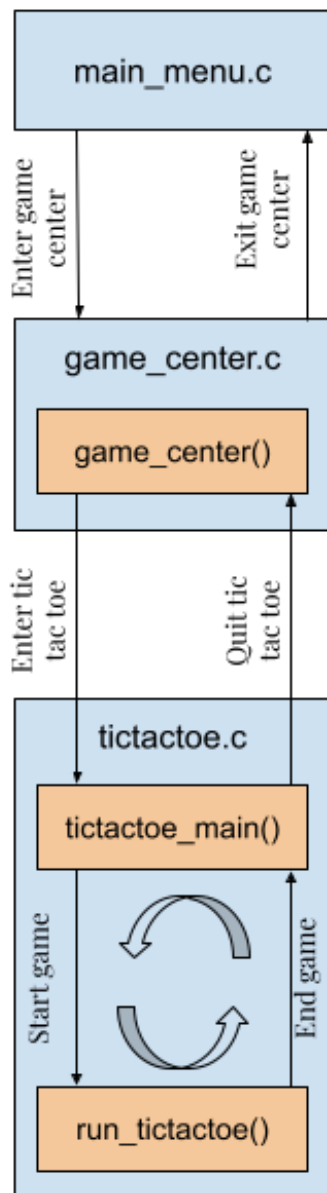 main_menu.c
Enter game
center
Exit game
center
game_center.c
game_center()
Enter tic
tac toe
Quit tic
tac toe
tictactoe.c
tictactoe_main()
Start game
End game
run_tictactoe()